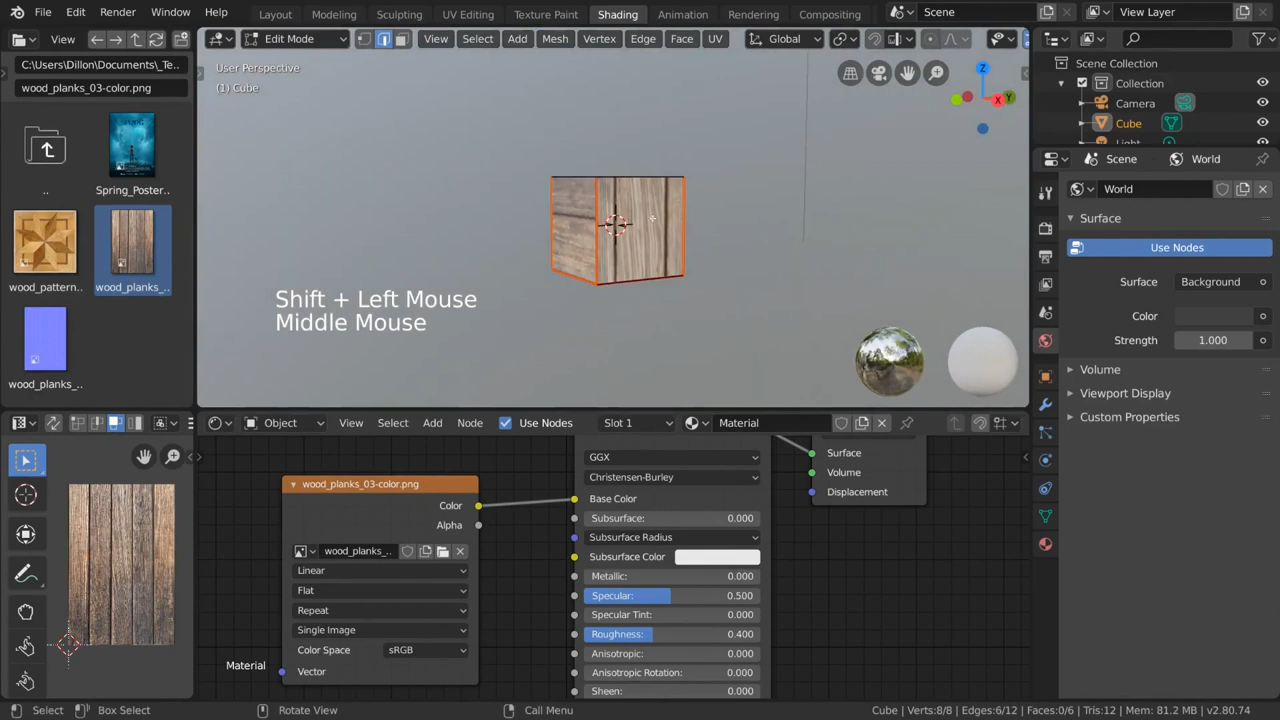 File Edit Render Window Help Layout Modeling Sculpting UV Editing Texture Paint Shading Animation Rendering Compositing Scene View Layer
View Edit Mode View Select Add Mesh Vertex Edge Face UV Global
C:\Users\Dillon\Documents\_Te..
wood_planks_03-color.png
User Perspective
(1) Cube
Z
X
Y
..
Spring_Poster..
wood_pattern..
wood_planks_..
wood_planks_..
Shift + Left Mouse
Middle Mouse
Scene Collection
Collection
Camera
Cube
Light
Scene World
World
Surface
Use Nodes
Surface Background
Color
Strength 1.000
Volume
Viewport Display
Custom Properties
Object View Select Add Node Use Nodes Slot 1 Material
wood_planks_03-color.png
Color
Alpha
wood_planks_..
Linear
Flat
Repeat
Single Image
Color Space sRGB
Vector
Material
GGX
Christensen-Burley
Base Color
Subsurface: 0.000
Subsurface Radius
Subsurface Color
Metallic: 0.000
Specular: 0.500
Specular Tint: 0.000
Roughness: 0.400
Anisotropic: 0.000
Anisotropic Rotation: 0.000
Sheen: 0.000
Surface
Volume
Displacement
Select Box Select Rotate View Call Menu Cube | Verts:8/8 | Edges:6/12 | Faces:0/6 | Tris:12 | Mem: 81.2 MB | v2.80.74